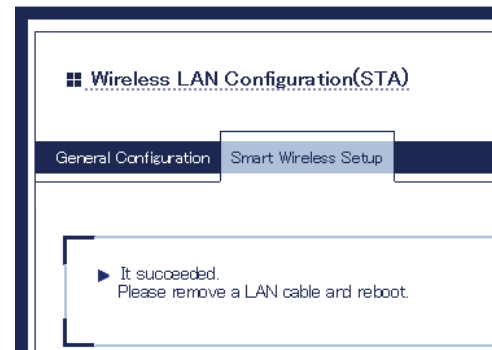 Wireless LAN Configuration(STA)
General Configuration Smart Wireless Setup
It succeeded.
Please remove a LAN cable and reboot.